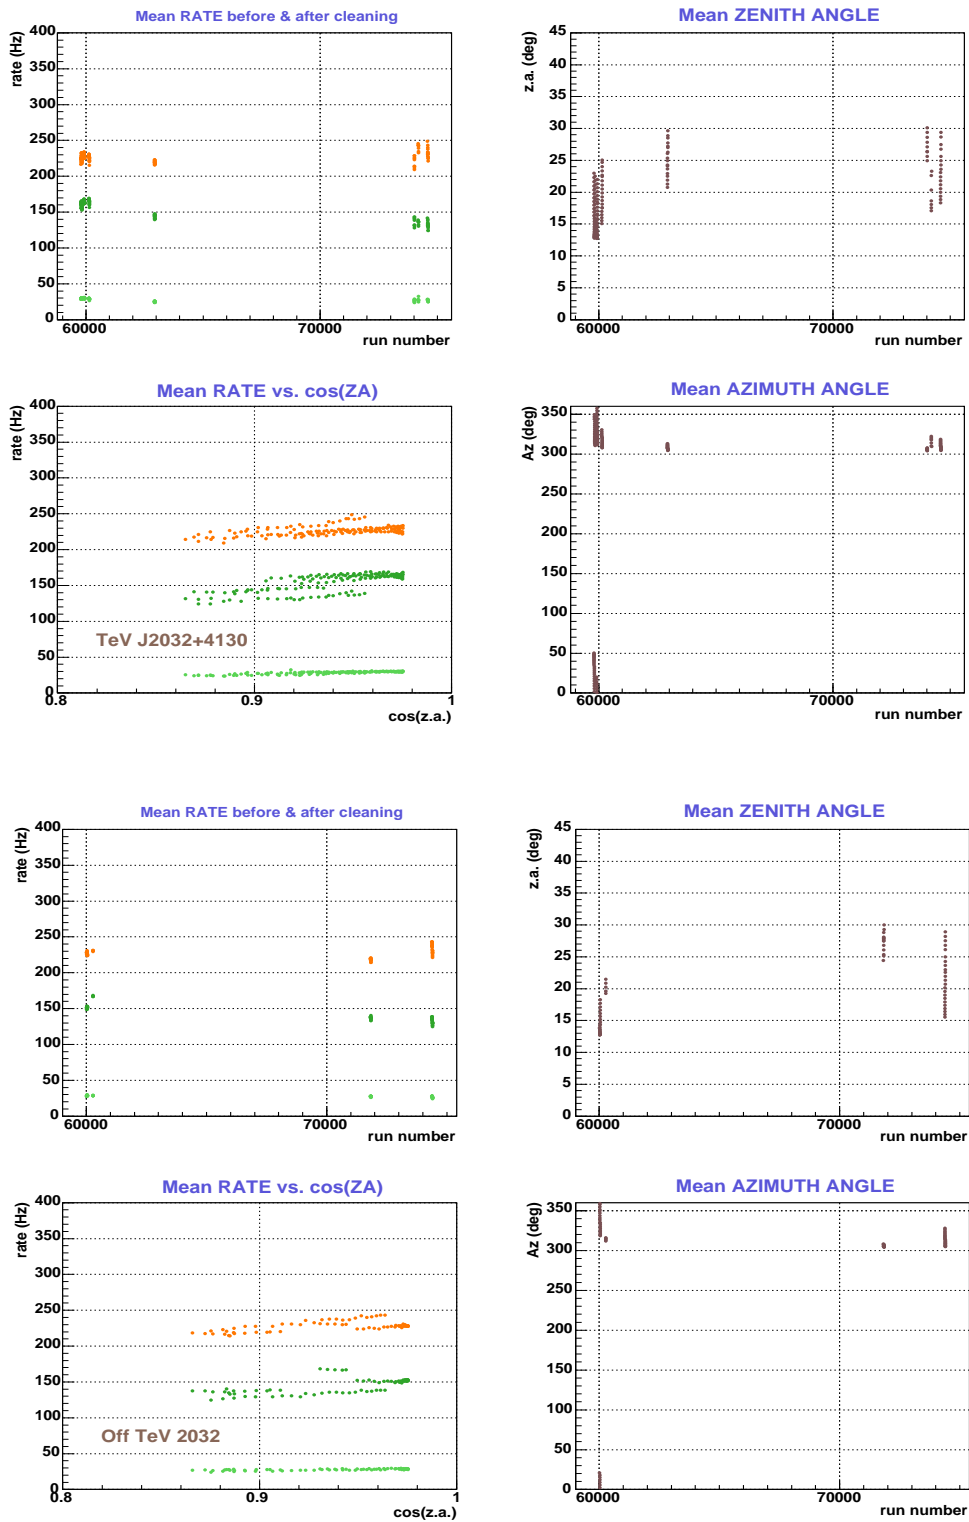 Mean RATE before & after cleaning
rate (Hz)
400
350
300
250
200
150
100
50
0
60000 70000
run number
Mean ZENITH ANGLE
z.a. (deg)
45
40
35
30
25
20
15
10
5
0
60000 70000
run number
Mean RATE vs. cos(ZA)
rate (Hz)
400
350
300
250
200
150
100
50
0
TeV J2032+4130
0.8 0.9 1
cos(z.a.)
Mean AZIMUTH ANGLE
Az (deg)
350
300
250
200
150
100
50
0
60000 70000
run number
Mean RATE before & after cleaning
rate (Hz)
400
350
300
250
200
150
100
50
0
60000 70000
run number
Mean ZENITH ANGLE
z.a. (deg)
45
40
35
30
25
20
15
10
5
0
60000 70000
run number
Mean RATE vs. cos(ZA)
rate (Hz)
400
350
300
250
200
150
100
50
0
Off TeV 2032
0.8 0.9 1
cos(z.a.)
Mean AZIMUTH ANGLE
Az (deg)
350
300
250
200
150
100
50
0
60000 70000
run number